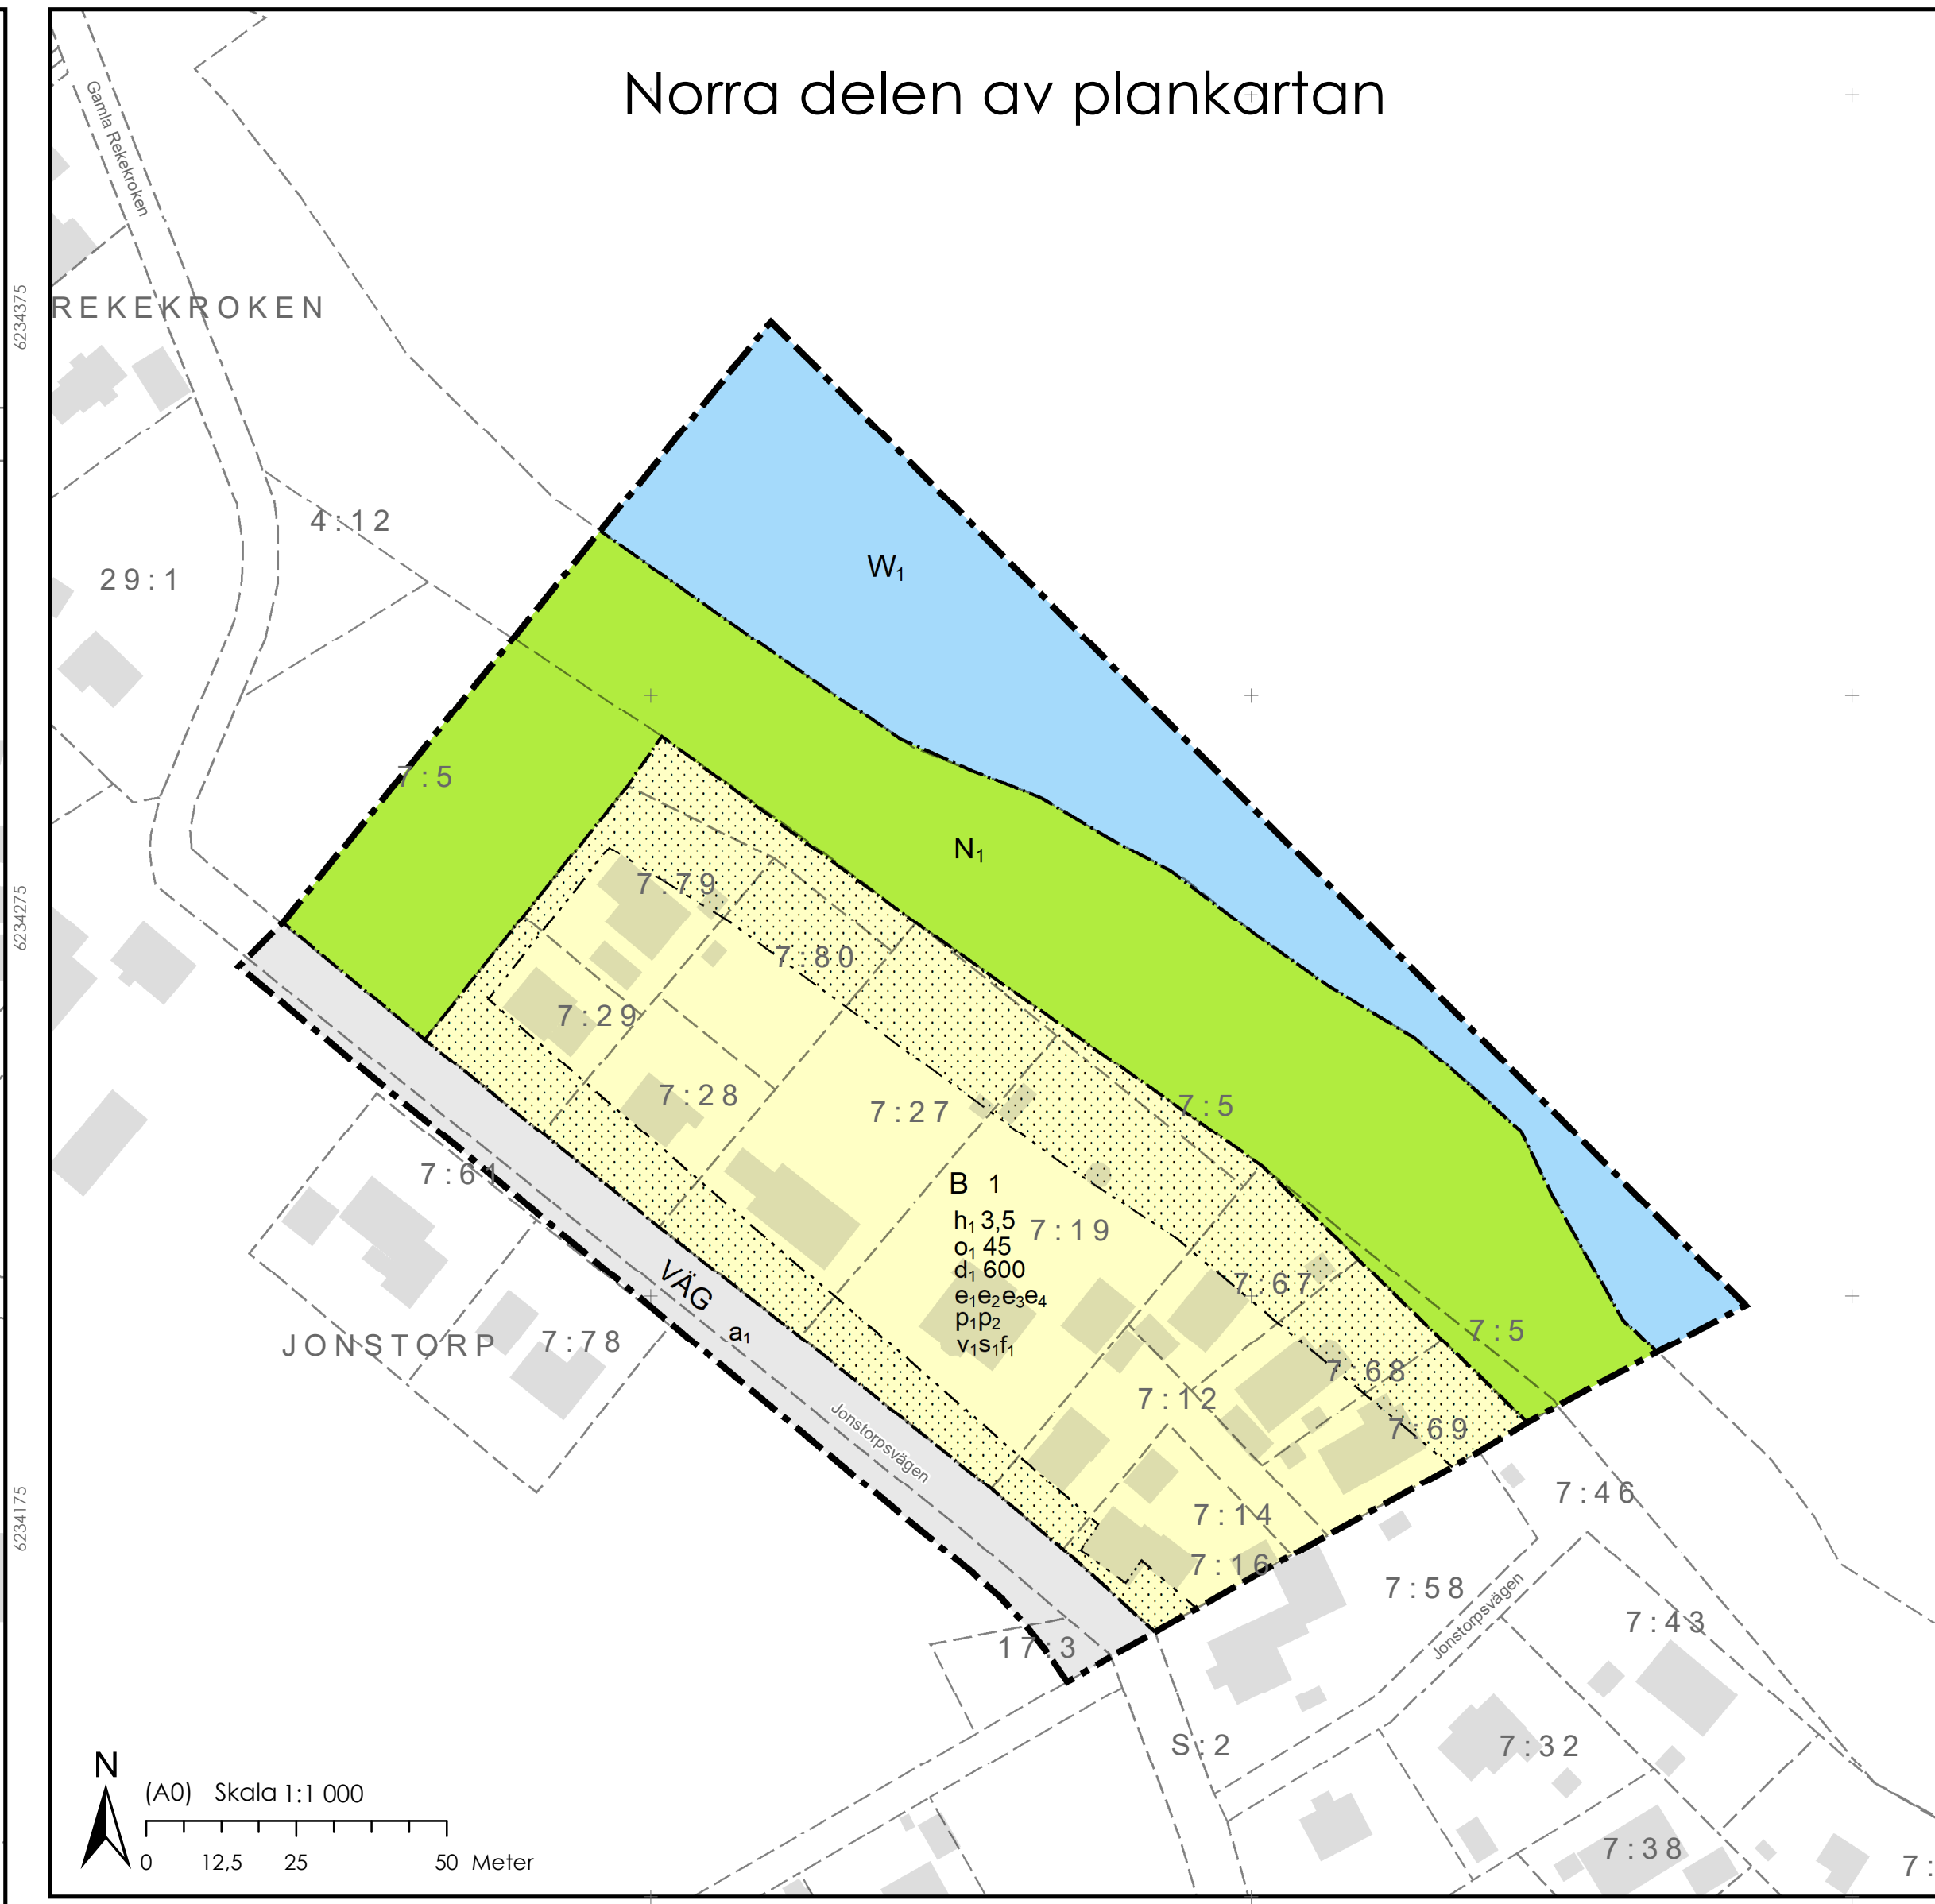 Norra delen av plankartan
Gamla Rekekroken
6234375
REKEKROKEN
4:12
29:1
W₁
7:5
N₁
7:79
6234275
7:80
7:29
7:28
7:27
7:5
7:61
B 1
h₁ 3,5
7:19
o₁ 45
d₁ 600
e₁e₂e₃e₄
p₁p₂
v₁s₁f₁
7:67
VÄG
a₁
JONSTORP
7:78
7:5
7:68
7:12
7:69
Jonstorpsvägen
6234175
7:46
7:14
7:16
7:58
Jonstorpsvägen
7:43
17:3
S:2
7:32
N
(A0) Skala 1:1 000
0 12,5 25 50 Meter
7:38
7: